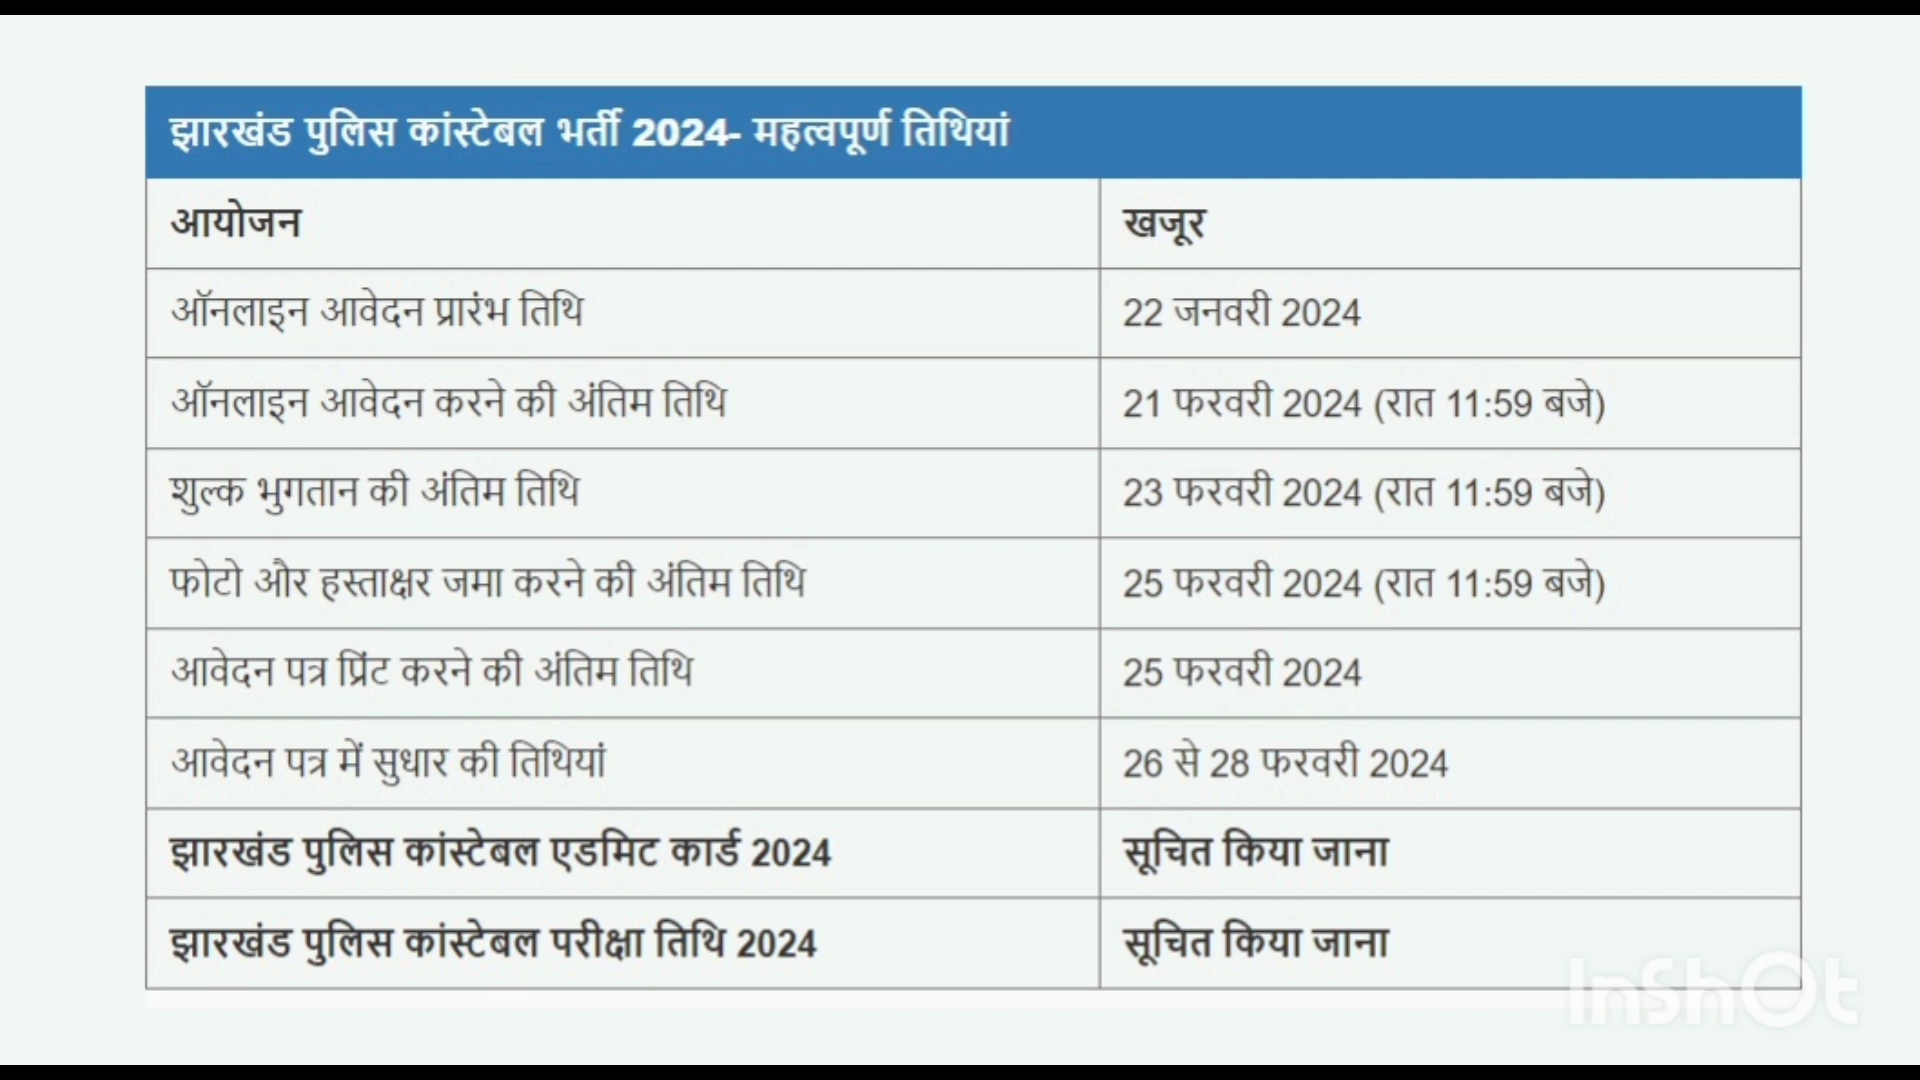 झारखंड पुलिस कांस्टेबल भर्ती 2024- महत्वपूर्ण तिथियां
आयोजन खजूर
ऑनलाइन आवेदन प्रारंभ तिथि 22 जनवरी 2024
ऑनलाइन आवेदन करने की अंतिम तिथि 21 फरवरी 2024 (रात 11:59 बजे)
शुल्क भुगतान की अंतिम तिथि 23 फरवरी 2024 (रात 11:59 बजे)
फोटो और हस्ताक्षर जमा करने की अंतिम तिथि 25 फरवरी 2024 (रात 11:59 बजे)
आवेदन पत्र प्रिंट करने की अंतिम तिथि 25 फरवरी 2024
आवेदन पत्र में सुधार की तिथियां 26 से 28 फरवरी 2024
झारखंड पुलिस कांस्टेबल एडमिट कार्ड 2024 सूचित किया जाना
झारखंड पुलिस कांस्टेबल परीक्षा तिथि 2024 सूचित किया जाना
InShOt